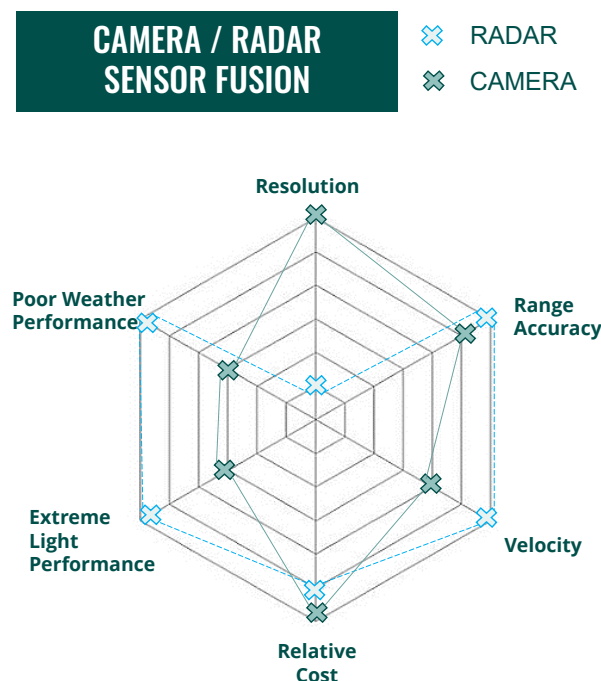 CAMERA / RADAR
SENSOR FUSION
RADAR
CAMERA
Resolution
Poor Weather
Performance
Range
Accuracy
Extreme
Light
Performance
Velocity
Relative
Cost